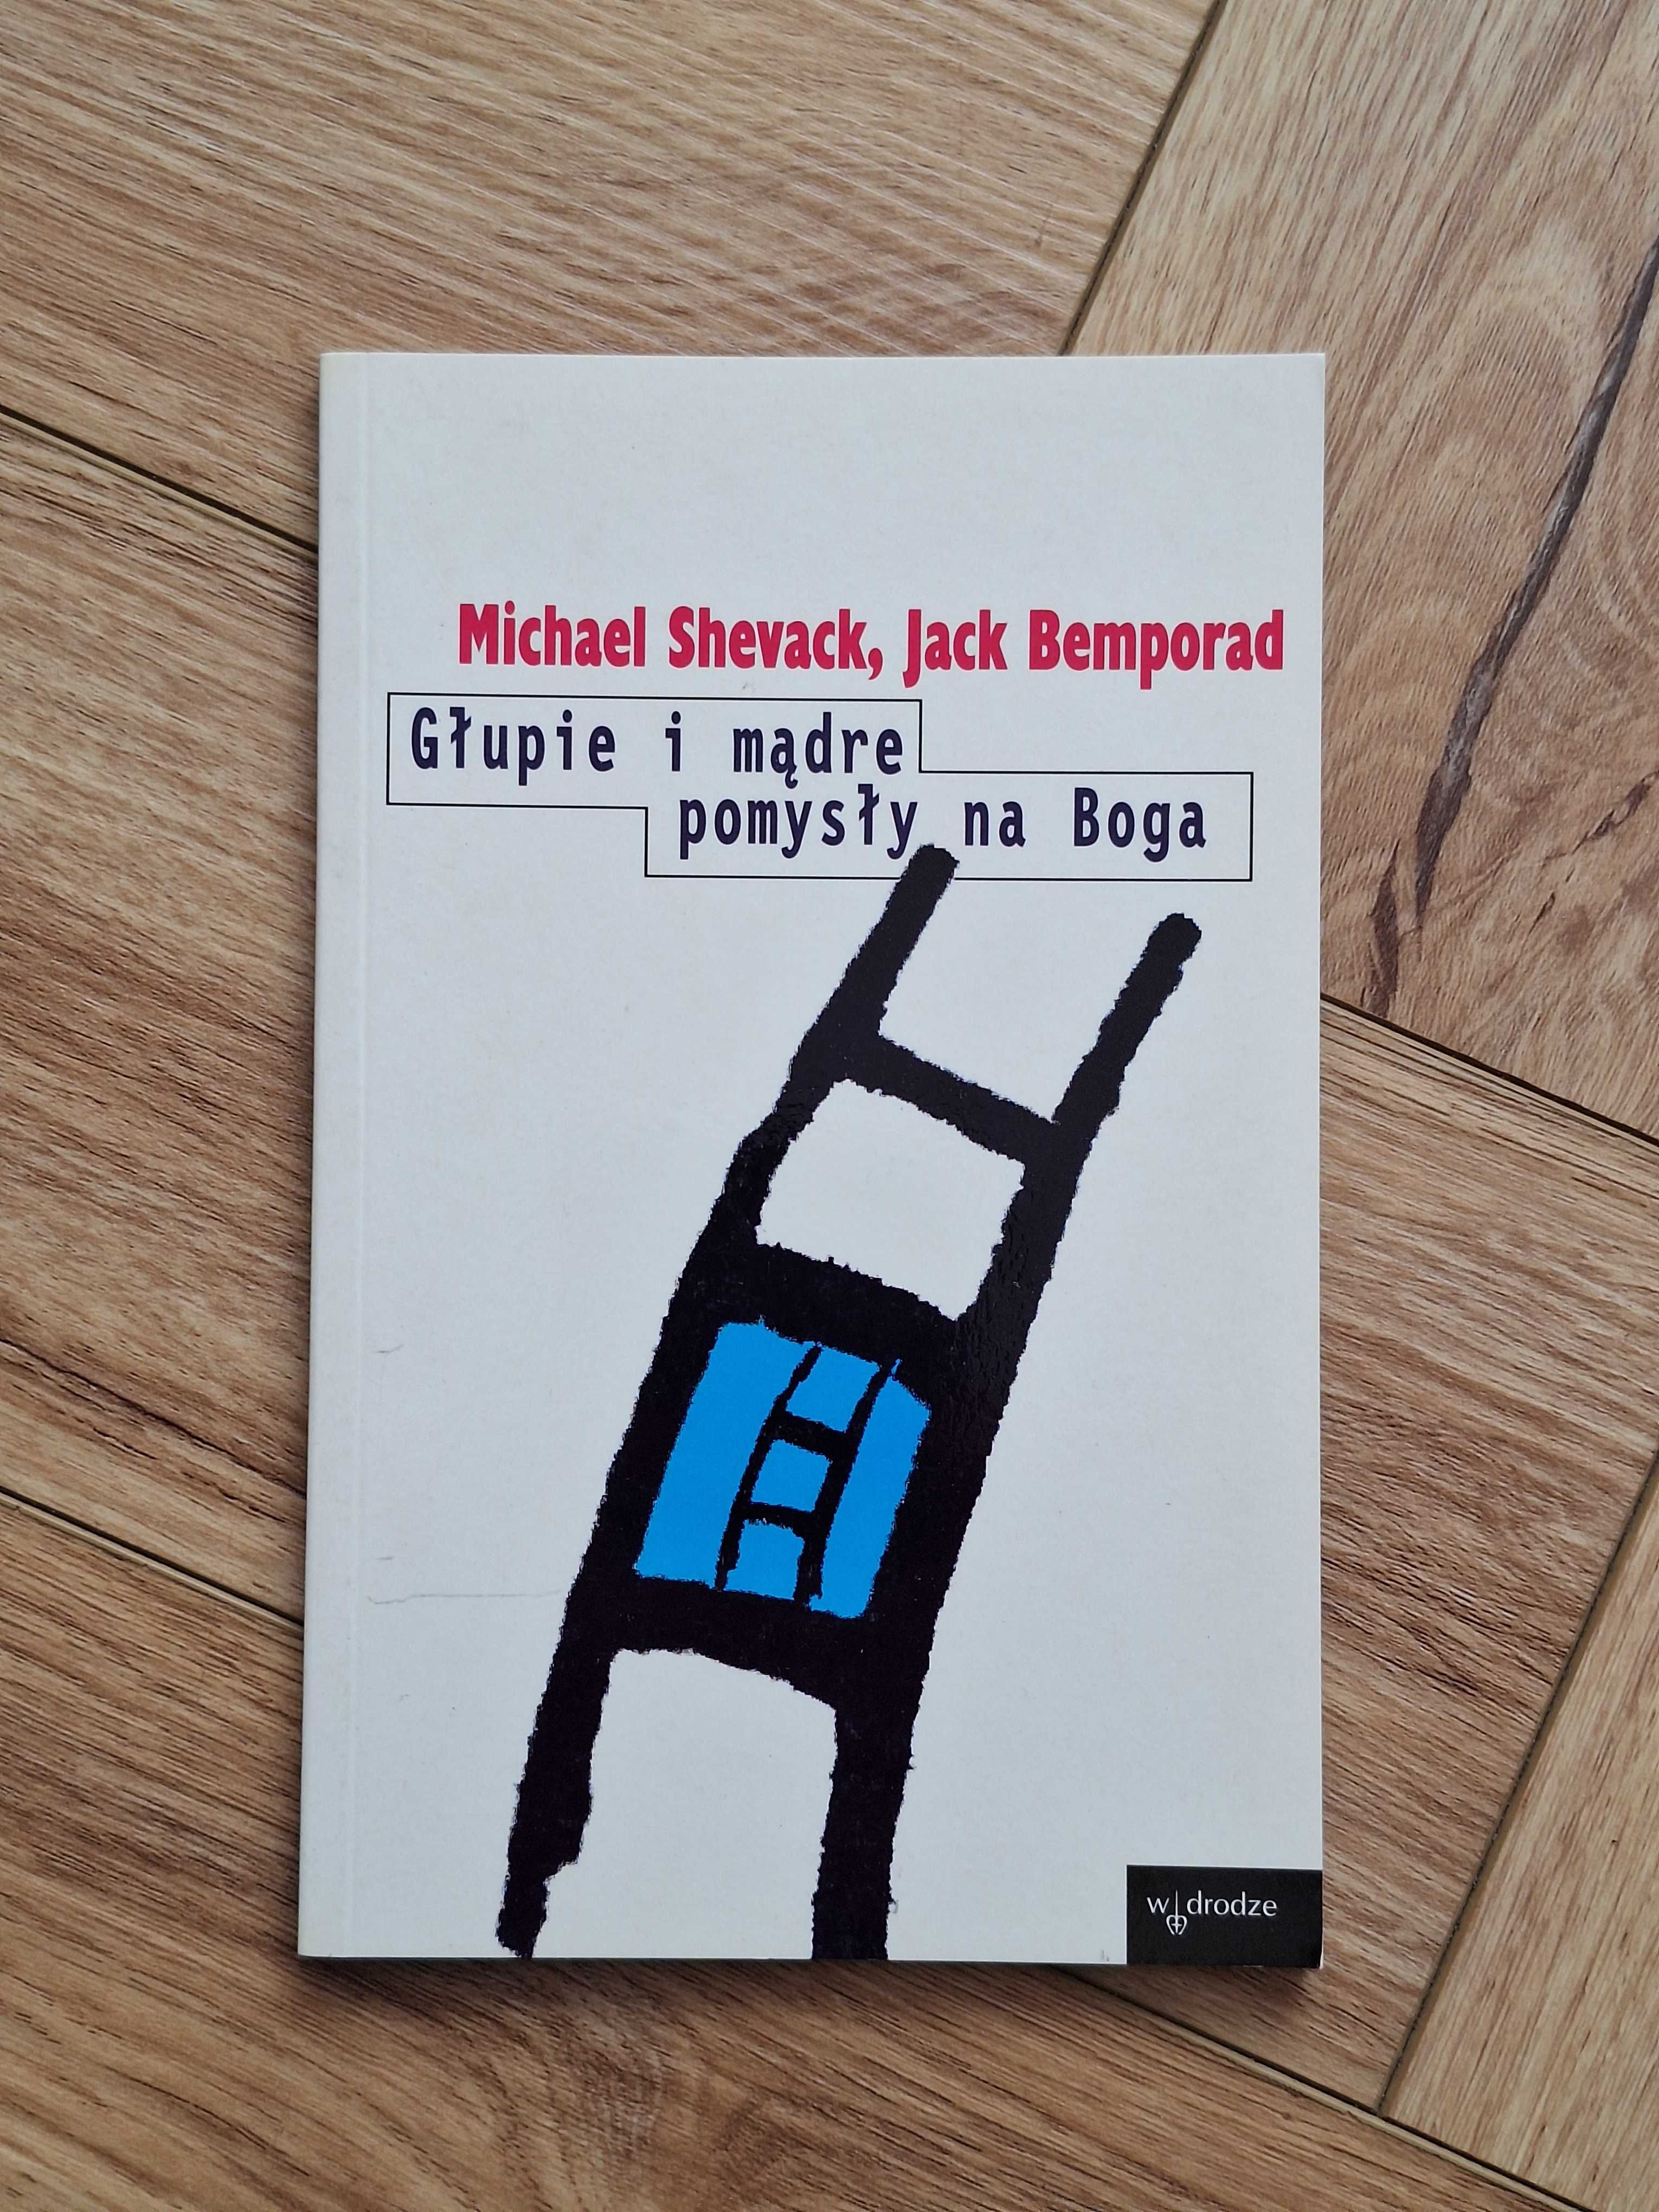 Michael Shevack, Jack Bemporad
Głupie i mądre
pomysły na Boga
w drodze